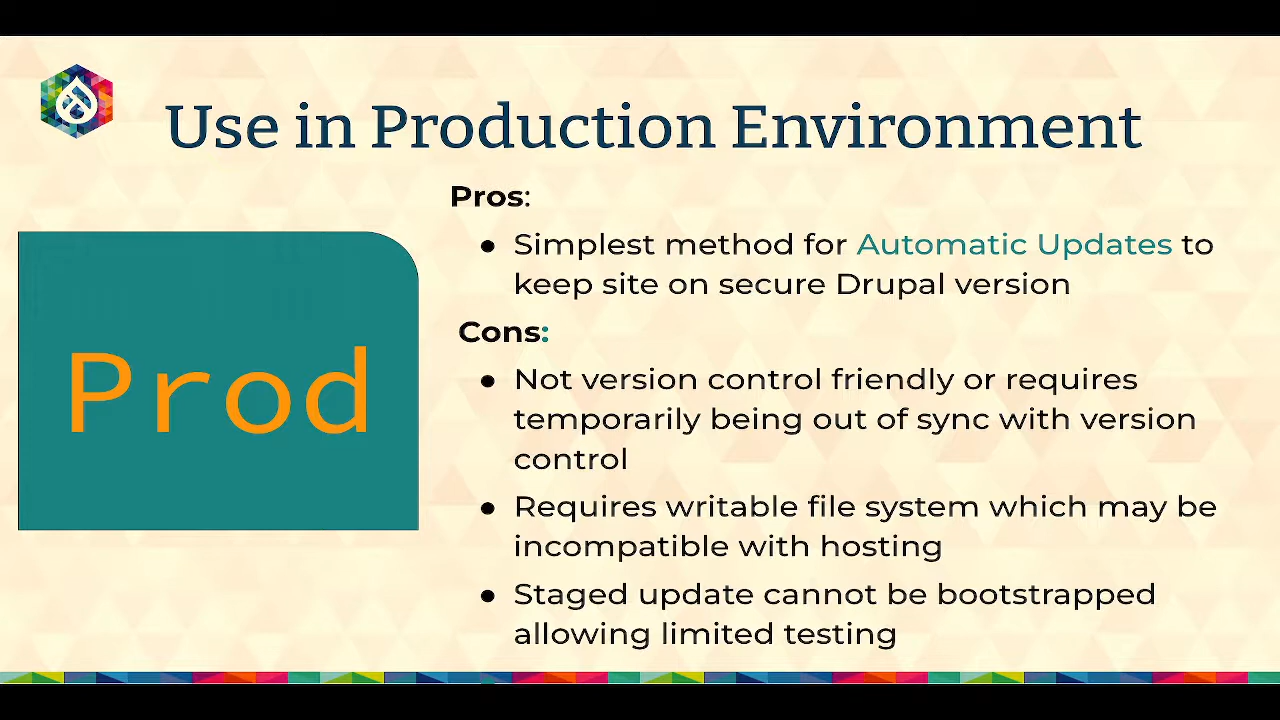 Use in Production Environment
Prod
Pros:
● Simplest method for Automatic Updates to
keep site on secure Drupal version
Cons:
● Not version control friendly or requires
temporarily being out of sync with version
control
● Requires writable file system which may be
incompatible with hosting
● Staged update cannot be bootstrapped
allowing limited testing